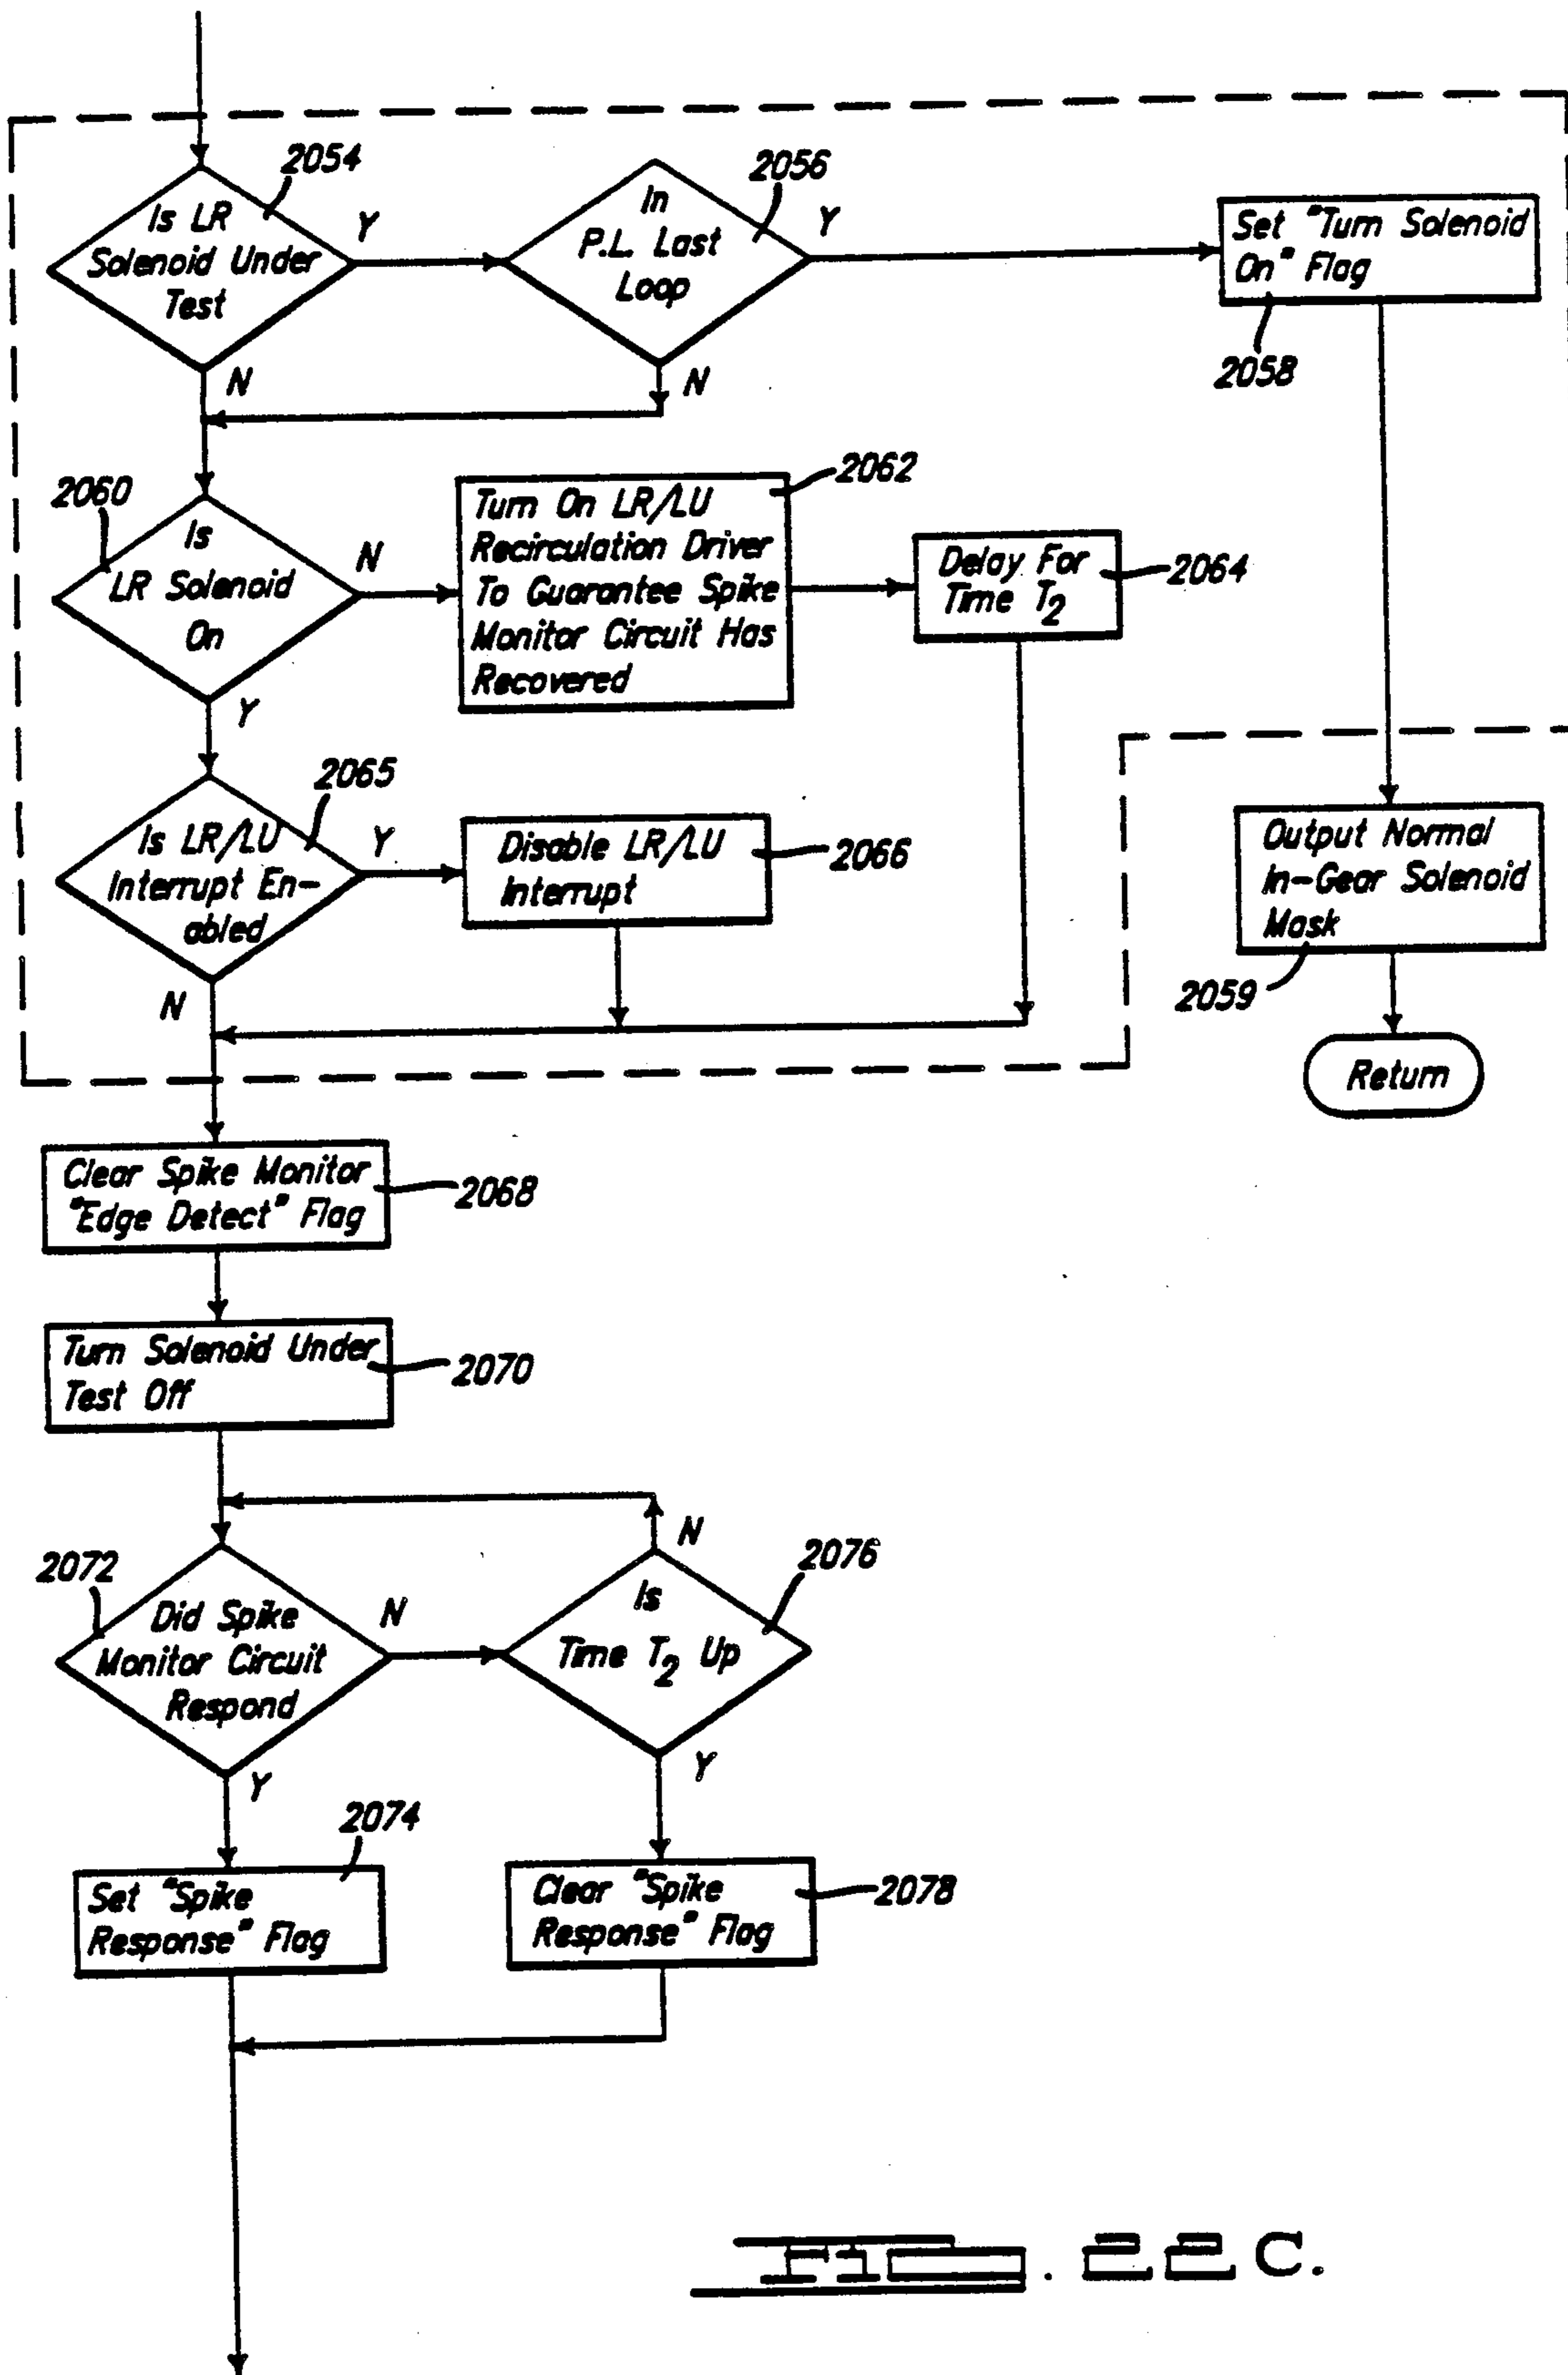 2054
Is LR
Solenoid Under
Test
Y
N
2056
In
P.L. Last
Loop
Y
N
Set "Turn Solenoid
On" Flag
2058
2060
Is
LR Solenoid
On
N
Y
Turn On LR/LU
Recirculation Driver
To Guarantee Spike
Monitor Circuit Has
Recovered
2062
Delay For
Time T2
2064
2065
Is LR/LU
Interrupt En-
abled
Y
N
Disable LR/LU
Interrupt
2066
Output Normal
In-Gear Solenoid
Mask
2059
Return
Clear Spike Monitor
"Edge Detect" Flag
2068
Turn Solenoid Under
Test Off
2070
2072
Did Spike
Monitor Circuit
Respond
N
Y
2076
Is
Time T2 Up
N
Y
2074
Set "Spike
Response" Flag
Clear "Spike
Response" Flag
2078
FIG. 22C.